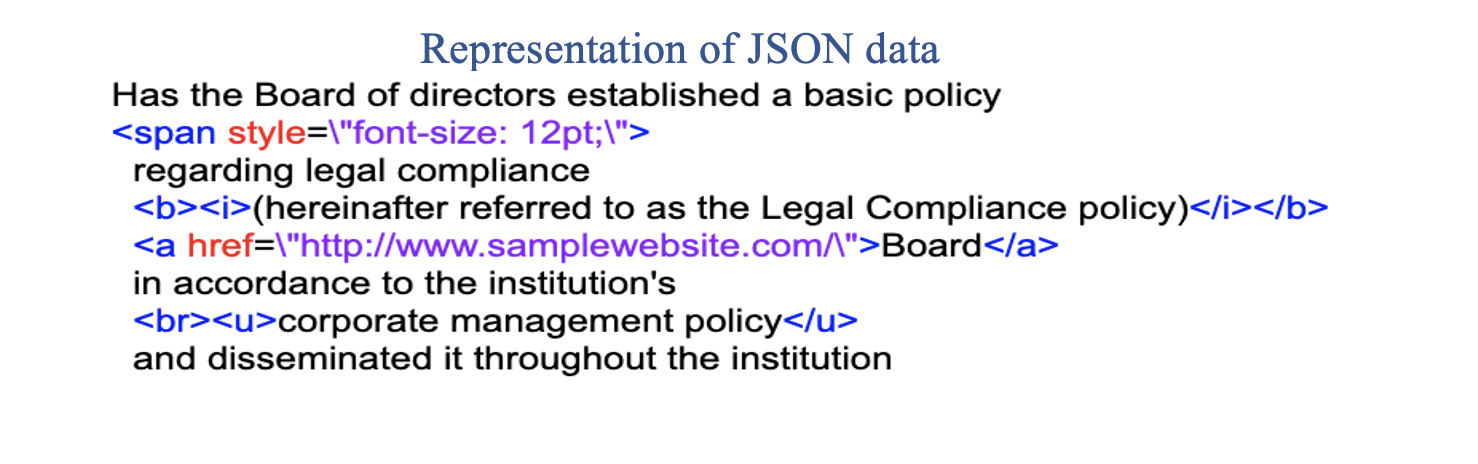 Representation of JSON data
Has the Board of directors established a basic policy
<span style=\"font-size: 12pt;\">
regarding legal compliance
<b><i>(hereinafter referred to as the Legal Compliance policy)</i></b>
<a href=\"http://www.samplewebsite.com/\">Board</a>
in accordance to the institution's
<br><u>corporate management policy</u>
and disseminated it throughout the institution